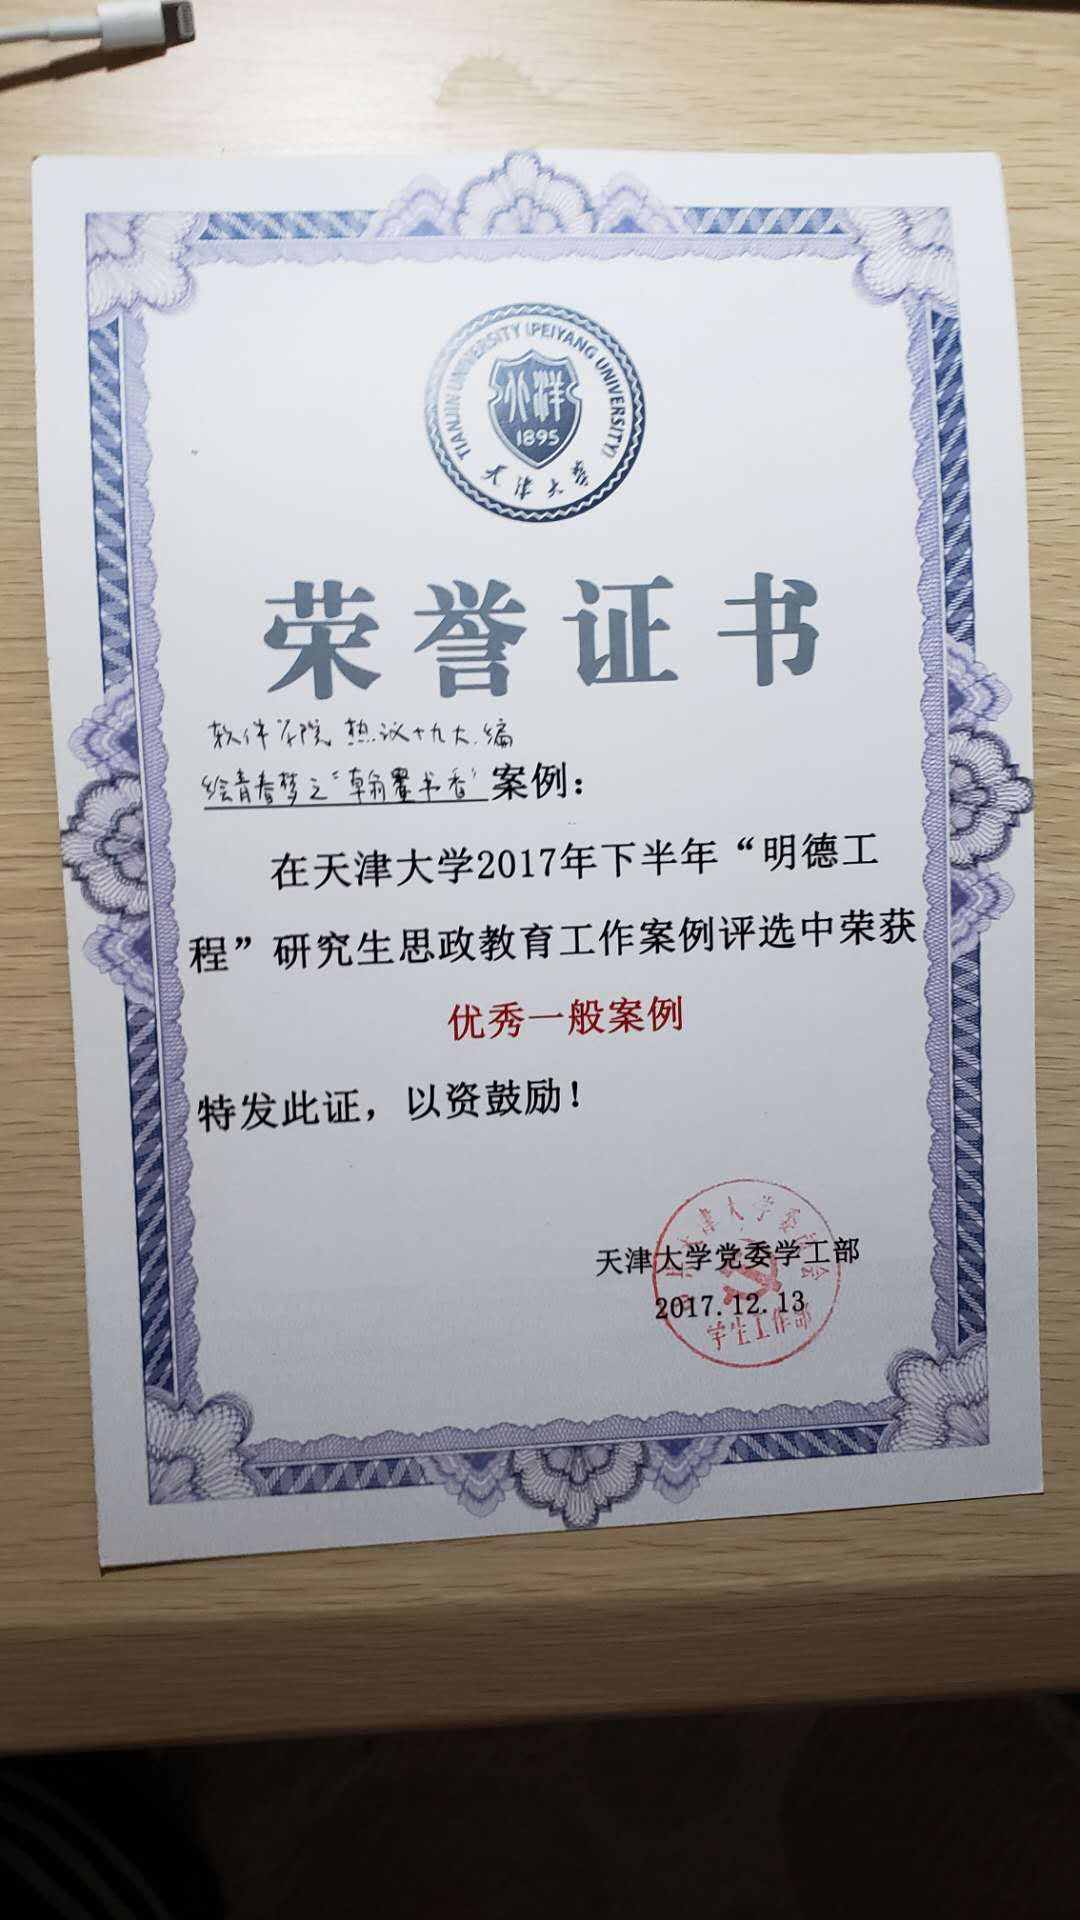 TIANJIN UNIVERSITY (PEIYANG UNIVERSITY)
北洋
1895
天津大学
荣誉证书
软件学院 热议十九大,编
绘青春梦之“翰墨书香”案例：
在天津大学2017年下半年“明德工
程”研究生思政教育工作案例评选中荣获
优秀一般案例
特发此证，以资鼓励！
天津大学党委学工部
2017.12.13
津大学委
会
学生工作部